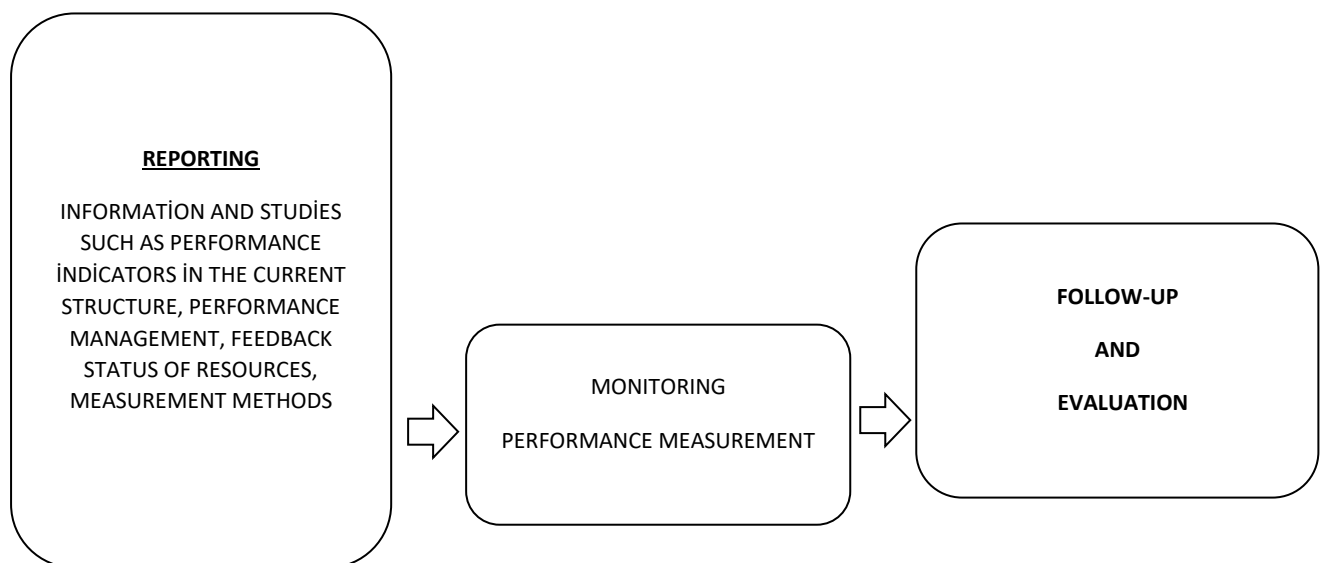 REPORTING
INFORMATİON AND STUDİES
SUCH AS PERFORMANCE
İNDİCATORS İN THE CURRENT
STRUCTURE, PERFORMANCE
MANAGEMENT, FEEDBACK
STATUS OF RESOURCES,
MEASUREMENT METHODS
MONITORING
PERFORMANCE MEASUREMENT
FOLLOW-UP
AND
EVALUATION